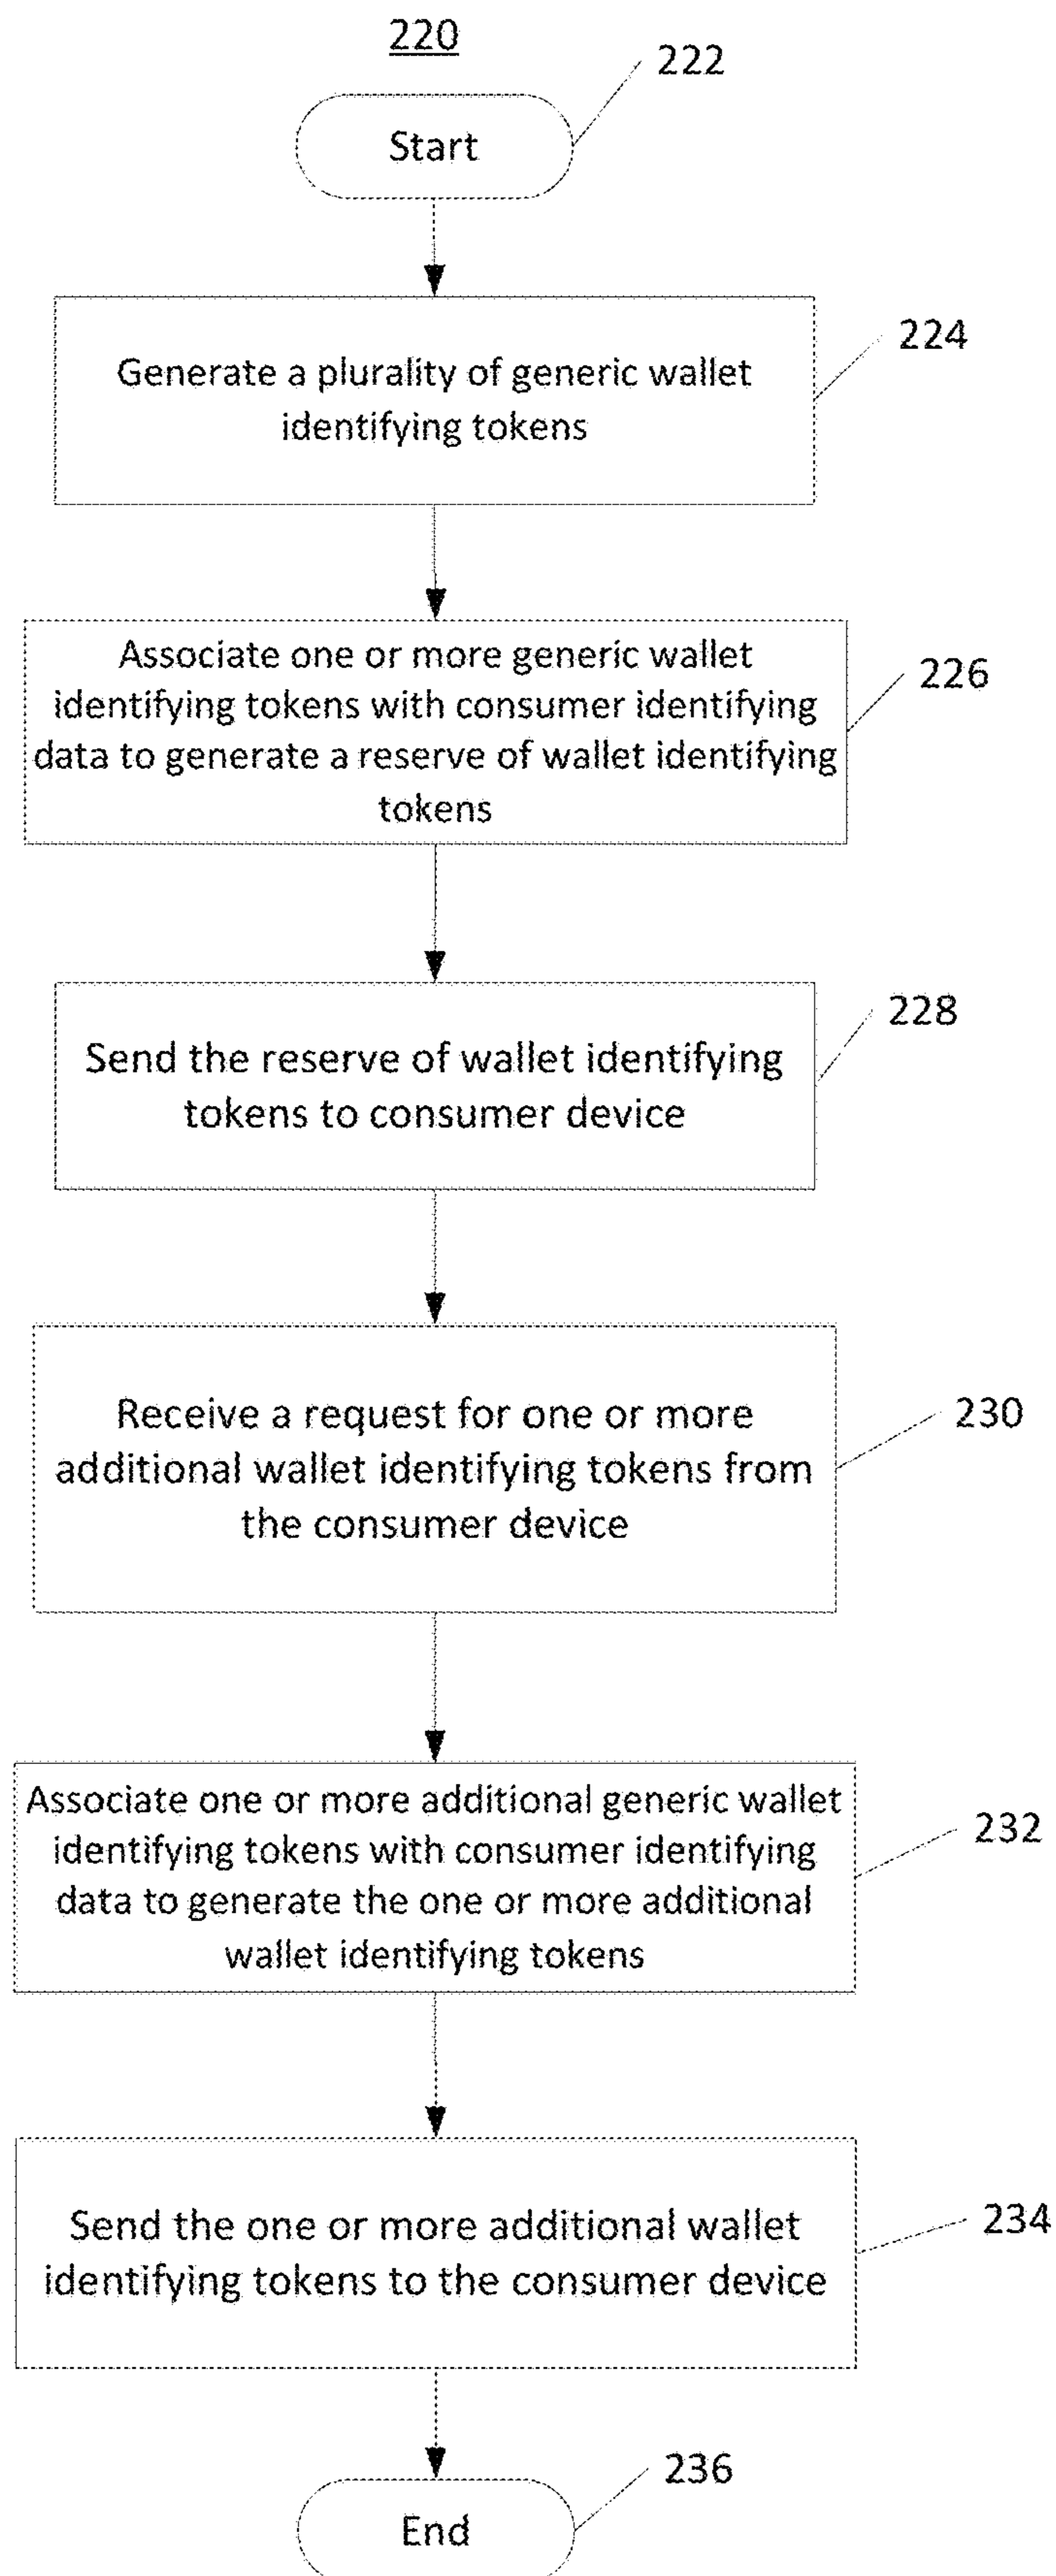 220
222
Start
224
Generate a plurality of generic wallet
identifying tokens
226
Associate one or more generic wallet
identifying tokens with consumer identifying
data to generate a reserve of wallet identifying
tokens
228
Send the reserve of wallet identifying
tokens to consumer device
230
Receive a request for one or more
additional wallet identifying tokens from
the consumer device
232
Associate one or more additional generic wallet
identifying tokens with consumer identifying
data to generate the one or more additional
wallet identifying tokens
234
Send the one or more additional wallet
identifying tokens to the consumer device
236
End